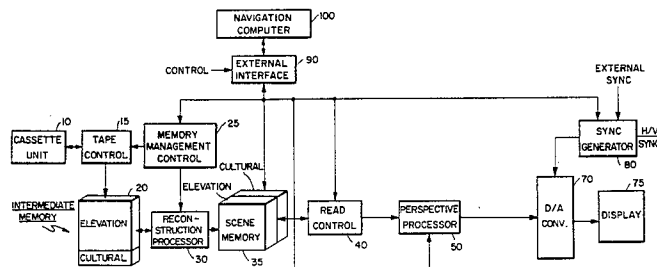 NAVIGATION
COMPUTER
100
CONTROL
EXTERNAL
INTERFACE
90
EXTERNAL
SYNC
10
CASSETTE
UNIT
15
TAPE
CONTROL
25
MEMORY
MANAGEMENT
CONTROL
SYNC
GENERATOR
80
H/V
SYNC
INTERMEDIATE
MEMORY
20
ELEVATION
CULTURAL
RECON-
STRUCTION
PROCESSOR
30
ELEVATION
CULTURAL
SCENE
MEMORY
35
READ
CONTROL
40
PERSPECTIVE
PROCESSOR
50
70
D/A
CONV.
75
DISPLAY